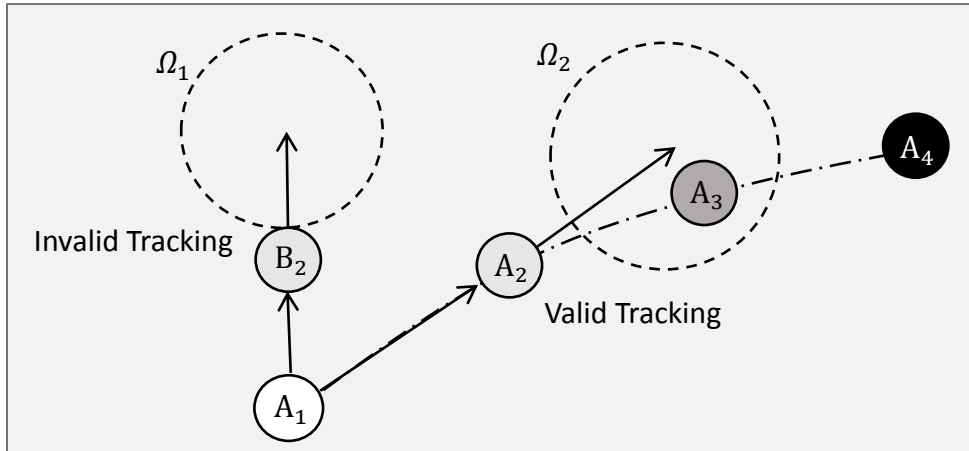 Ω₁
Ω₂
A₄
A₃
Invalid Tracking
B₂
A₂
Valid Tracking
A₁